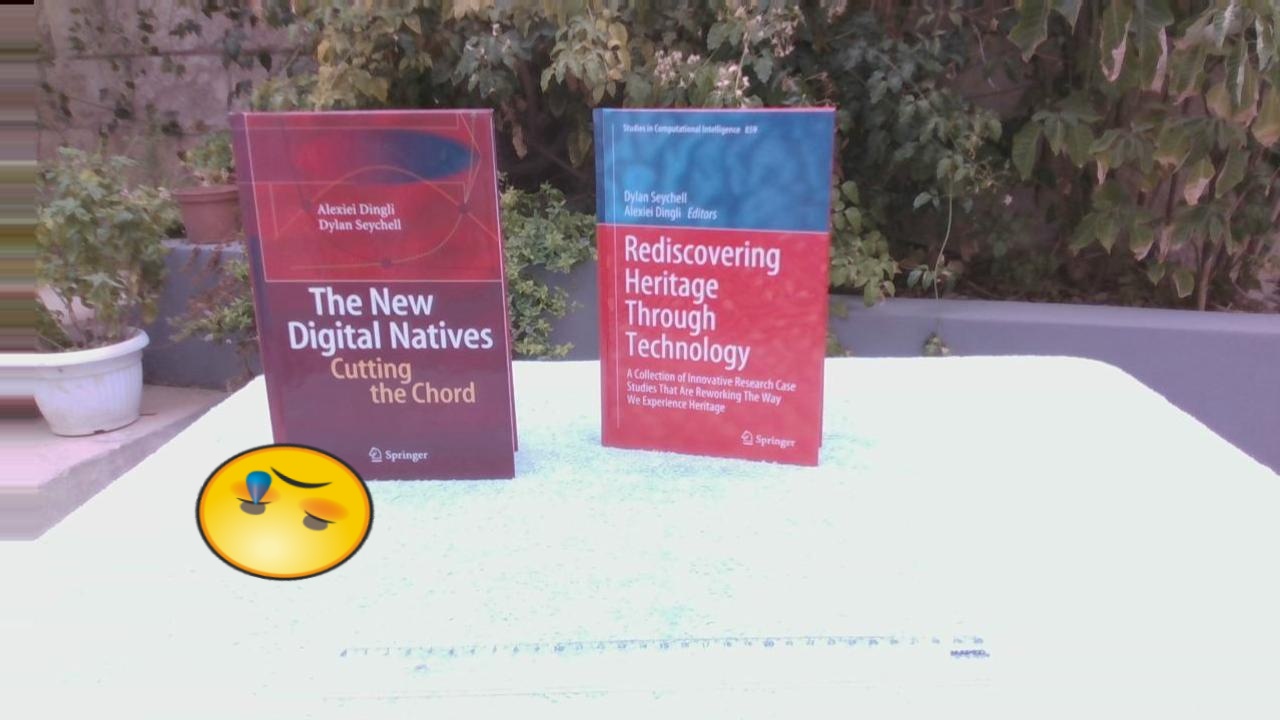 Alexiei Dingli
Dylan Seychell
The New
Digital Natives
Cutting
the Chord
Springer
Studies in Computational Intelligence 859
Dylan Seychell
Alexiei Dingli Editors
Rediscovering
Heritage
Through
Technology
A Collection of Innovative Research Case
Studies That Are Reworking The Way
We Experience Heritage
Springer